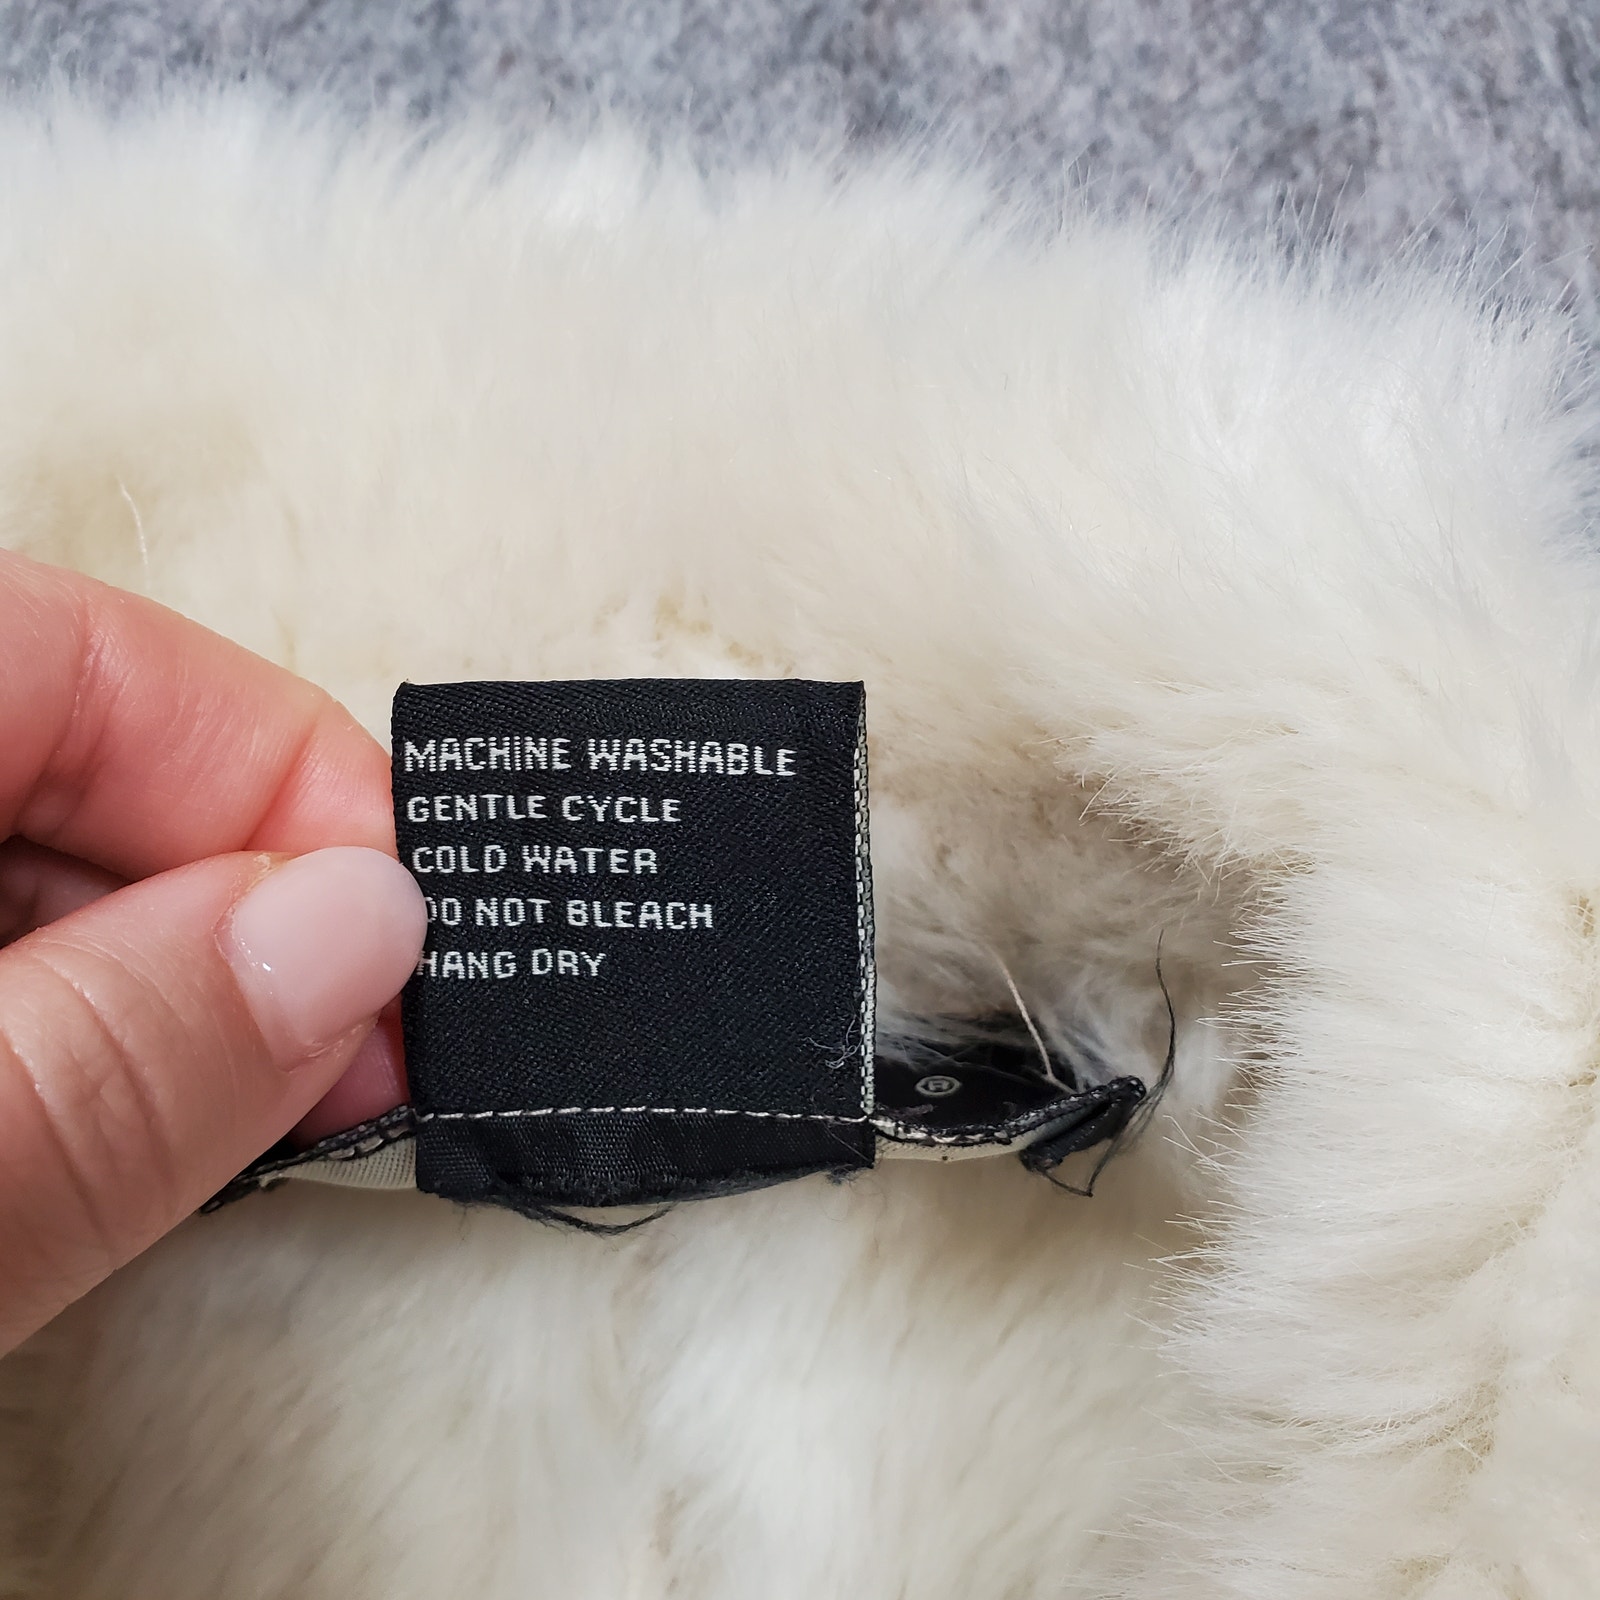 MACHINE WASHABLE
GENTLE CYCLE
COLD WATER
DO NOT BLEACH
HANG DRY
®